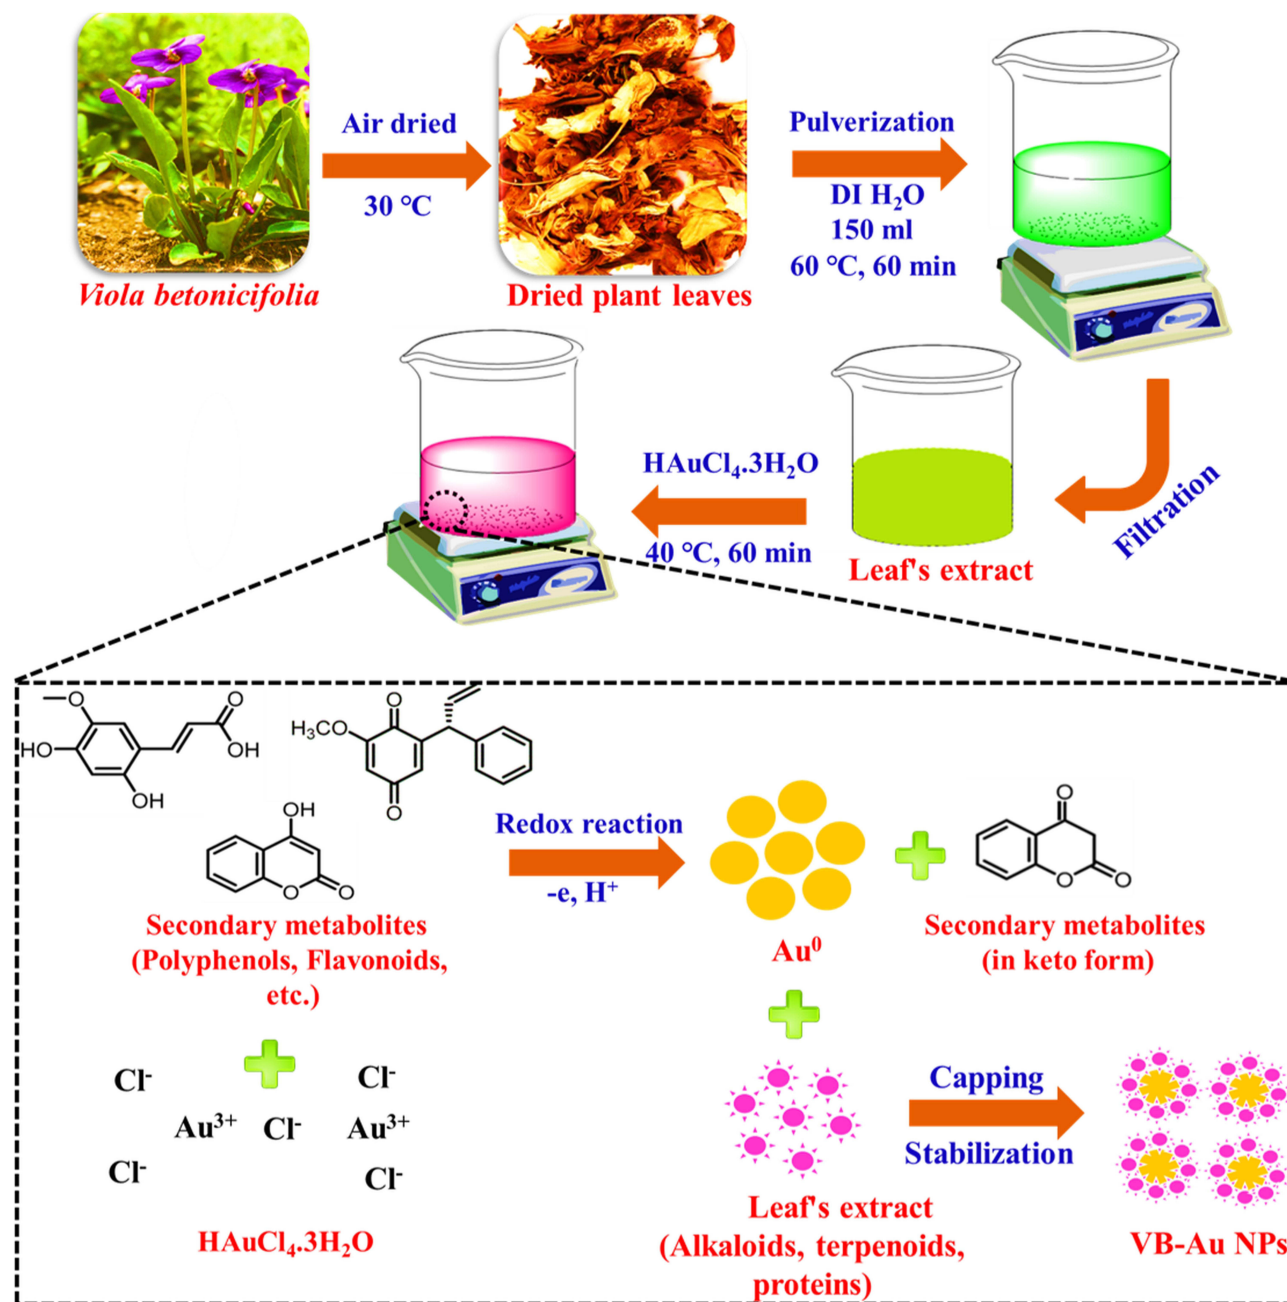 Air dried
30 °C
Pulverization
DI H₂O
150 ml
60 °C, 60 min
Viola betonicifolia
Dried plant leaves
Filtration
HAuCl₄.3H₂O
40 °C, 60 min
Leaf's extract
O
O
HO
OH
OH
H₃CO
O
O
OH
O
O
Secondary metabolites
(Polyphenols, Flavonoids,
etc.)
Redox reaction
-e, H⁺
Au⁰
O
O
O
Secondary metabolites
(in keto form)
Cl⁻
Cl⁻
Au³⁺
Cl⁻
Au³⁺
Cl⁻
Cl⁻
HAuCl₄.3H₂O
Leaf's extract
(Alkaloids, terpenoids,
proteins)
Capping
Stabilization
VB-Au NPs